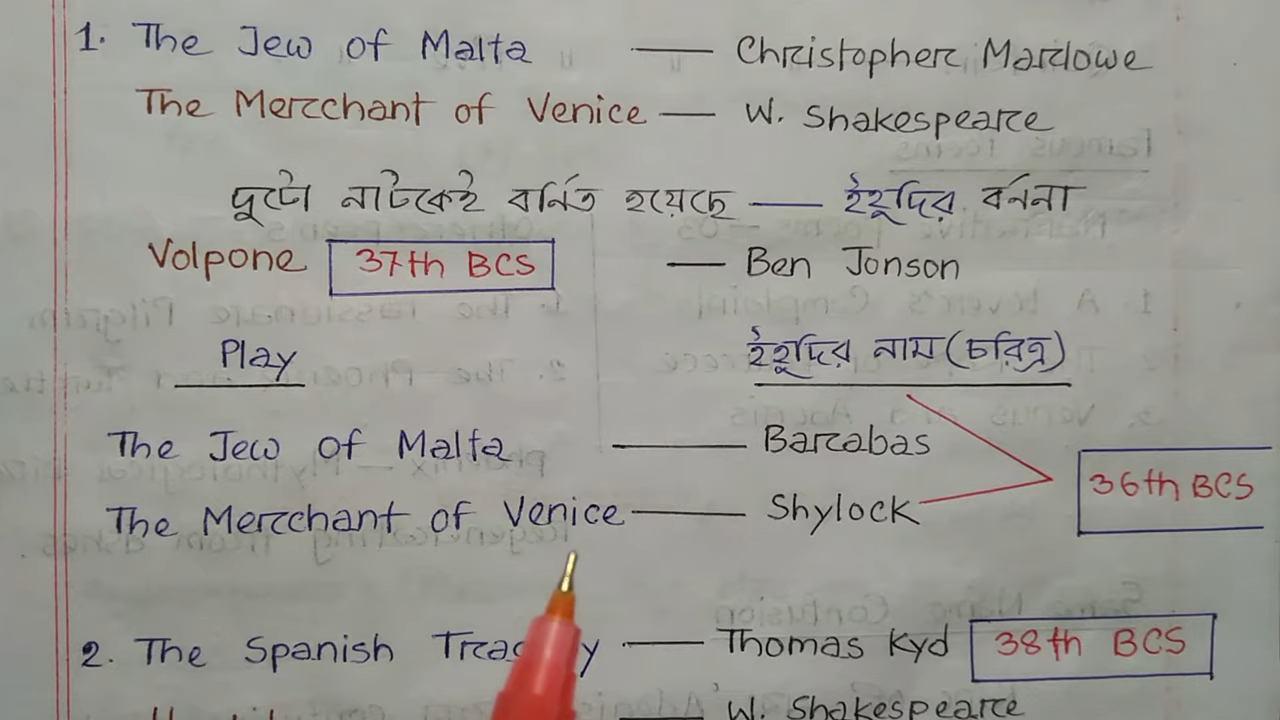 1. The Jew of Malta — Christopher Marlowe
The Merchant of Venice — W. Shakespeare
দুটো নাটকেই বর্নিত হয়েছে — ইহুদির বর্ননা
Volpone 37th BCS — Ben Jonson
Play ইহুদির নাম (চরিত্র)
The Jew of Malta — Barabas
The Merchant of Venice — Shylock
36th BCS
2. The Spanish — Thomas Kyd 38th BCS
— W. Shakespeare